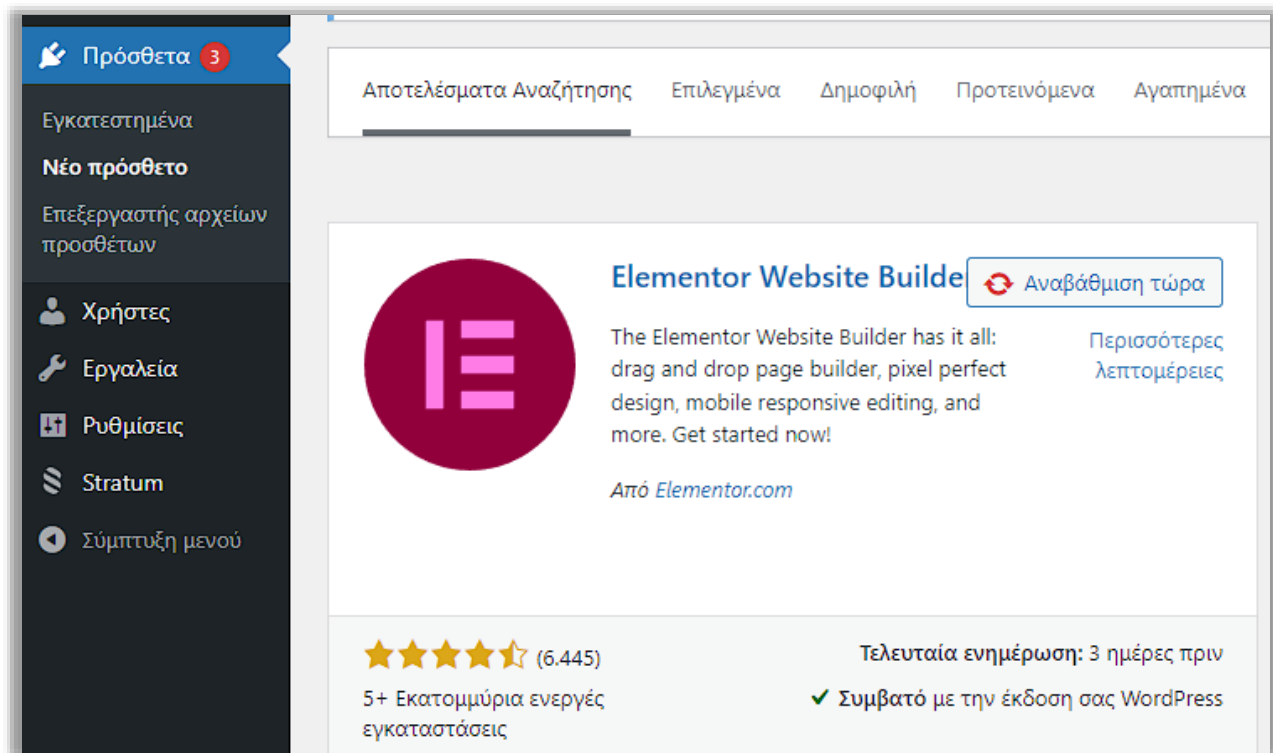 Πρόσθετα 3
Εγκατεστημένα
Νέο πρόσθετο
Επεξεργαστής αρχείων
προσθέτων
Χρήστες
Εργαλεία
Ρυθμίσεις
Stratum
Σύμπτυξη μενού
Αποτελέσματα Αναζήτησης Επιλεγμένα Δημοφιλή Προτεινόμενα Αγαπημένα
Elementor Website Builde
Αναβάθμιση τώρα
The Elementor Website Builder has it all:
drag and drop page builder, pixel perfect
design, mobile responsive editing, and
more. Get started now!
Περισσότερες
λεπτομέρειες
Από Elementor.com
(6.445)
5+ Εκατομμύρια ενεργές
εγκαταστάσεις
Τελευταία ενημέρωση: 3 ημέρες πριν
Συμβατό με την έκδοση σας WordPress